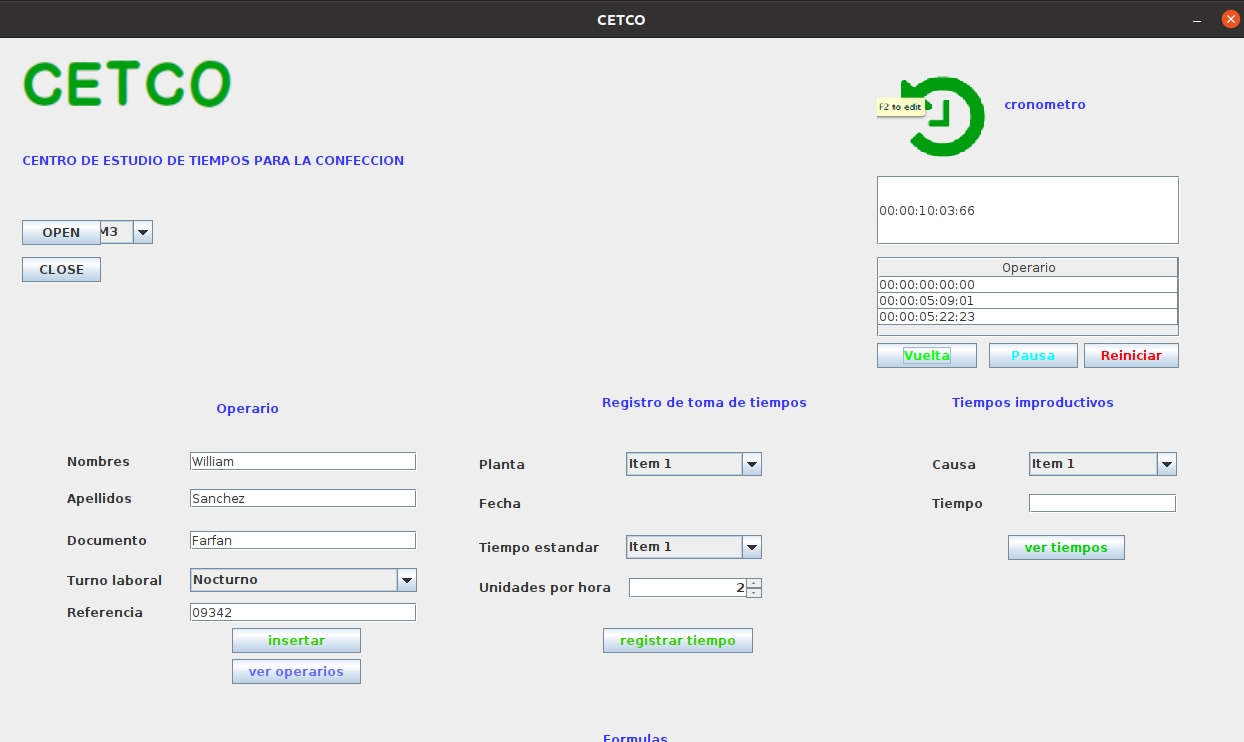 CETCO
CETCO
F2 to edit
cronometro
CENTRO DE ESTUDIO DE TIEMPOS PARA LA CONFECCION
00:00:10:03:66
OPEN
M3
CLOSE
Operario
00:00:00:00:00
00:00:05:09:01
00:00:05:22:23
Vuelta
Pausa
Reiniciar
Operario
Nombres
William
Apellidos
Sanchez
Documento
Farfan
Turno laboral
Nocturno
Referencia
09342
insertar
ver operarios
Registro de toma de tiempos
Planta
Item 1
Fecha
Tiempo estandar
Item 1
Unidades por hora
2
registrar tiempo
Tiempos improductivos
Causa
Item 1
Tiempo
ver tiempos
Formulas